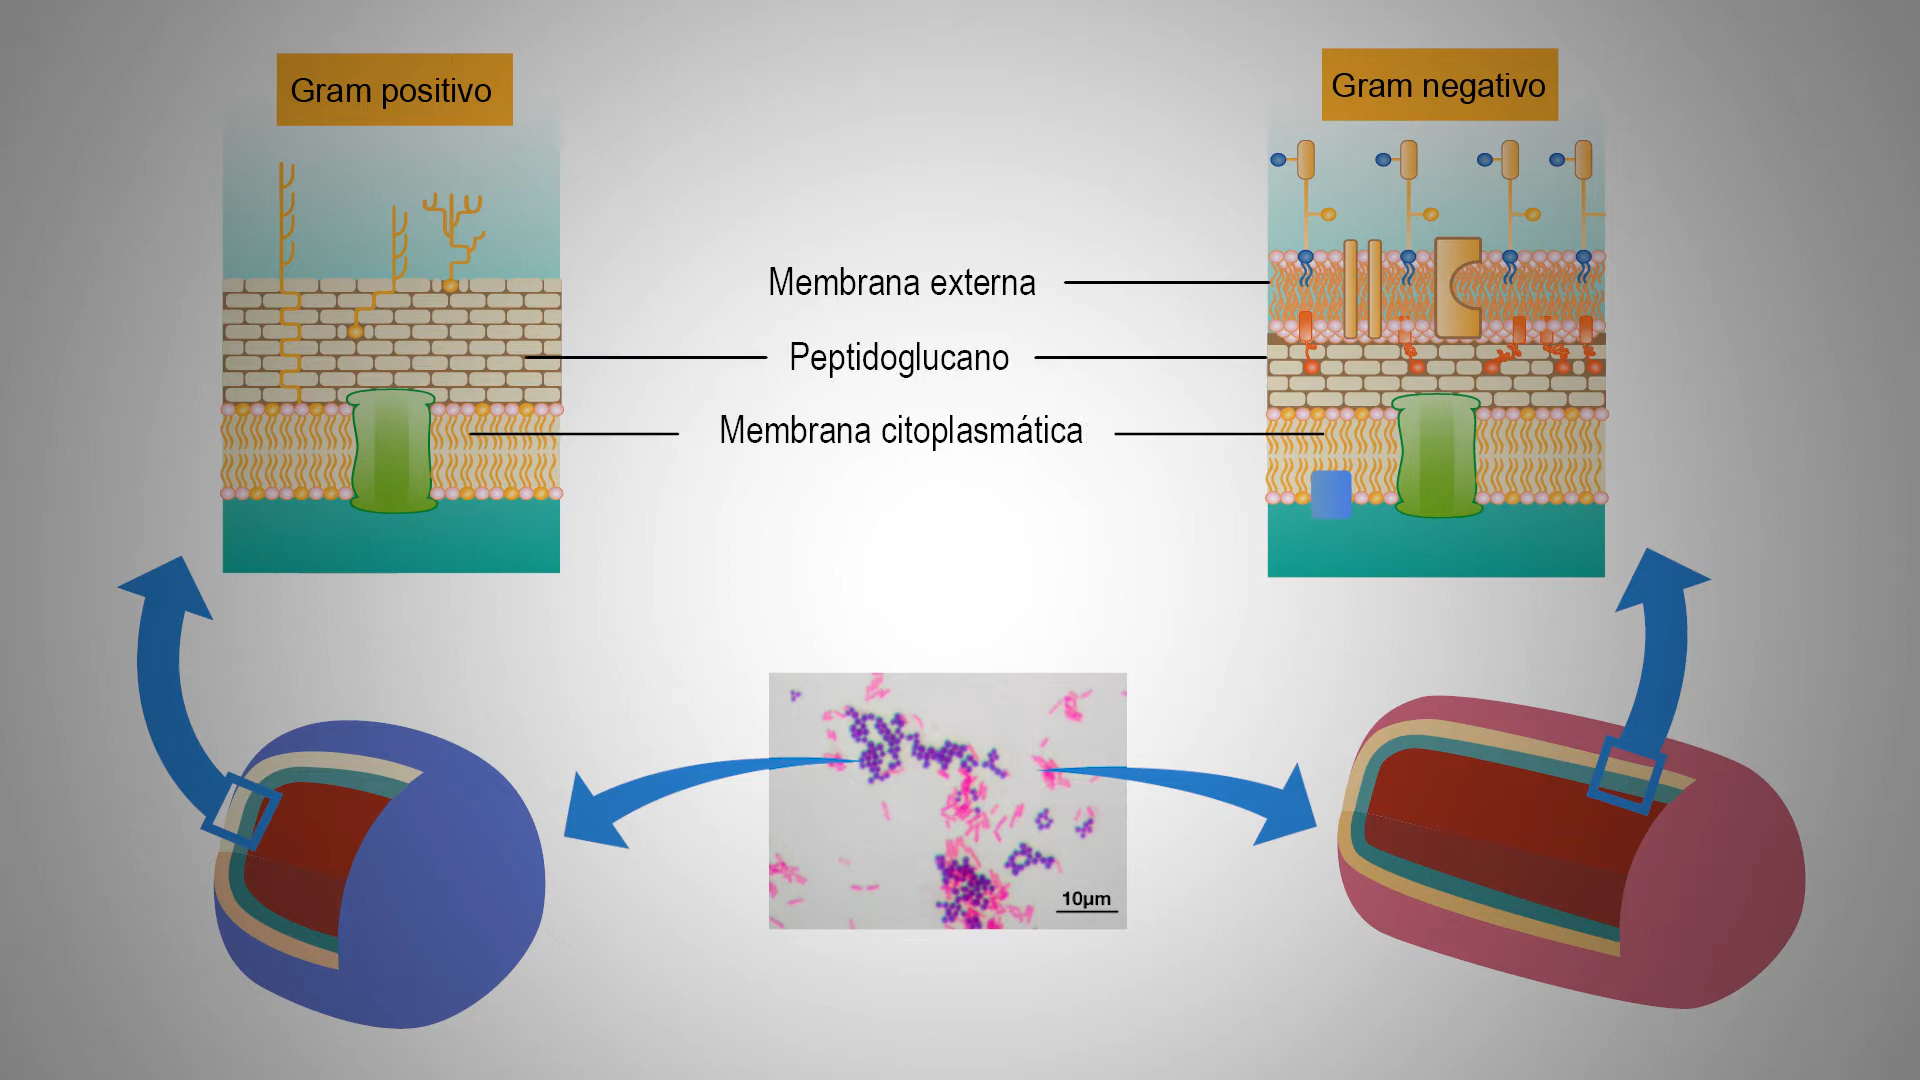 Gram positivo
Gram negativo
Membrana externa
Peptidoglucano
Membrana citoplasmática
10µm